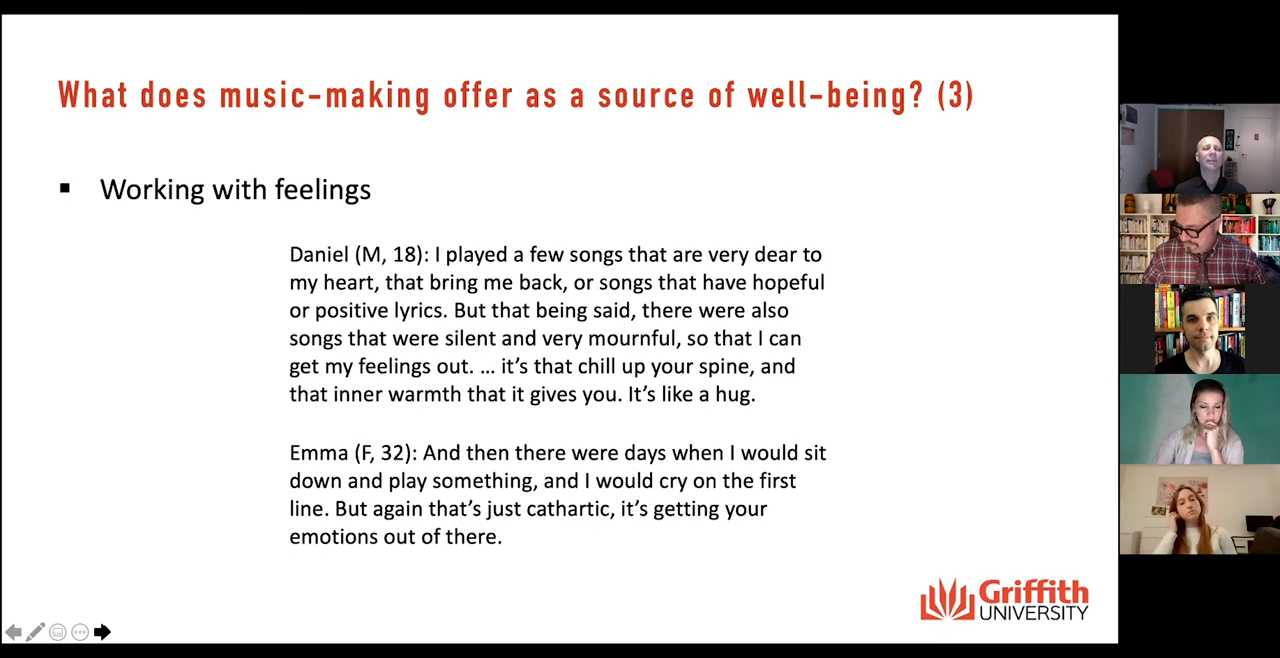 What does music-making offer as a source of well-being? (3)
▪ Working with feelings
Daniel (M, 18): I played a few songs that are very dear to
my heart, that bring me back, or songs that have hopeful
or positive lyrics. But that being said, there were also
songs that were silent and very mournful, so that I can
get my feelings out. … it’s that chill up your spine, and
that inner warmth that it gives you. It’s like a hug.
Emma (F, 32): And then there were days when I would sit
down and play something, and I would cry on the first
line. But again that’s just cathartic, it’s getting your
emotions out of there.
Griffith
UNIVERSITY